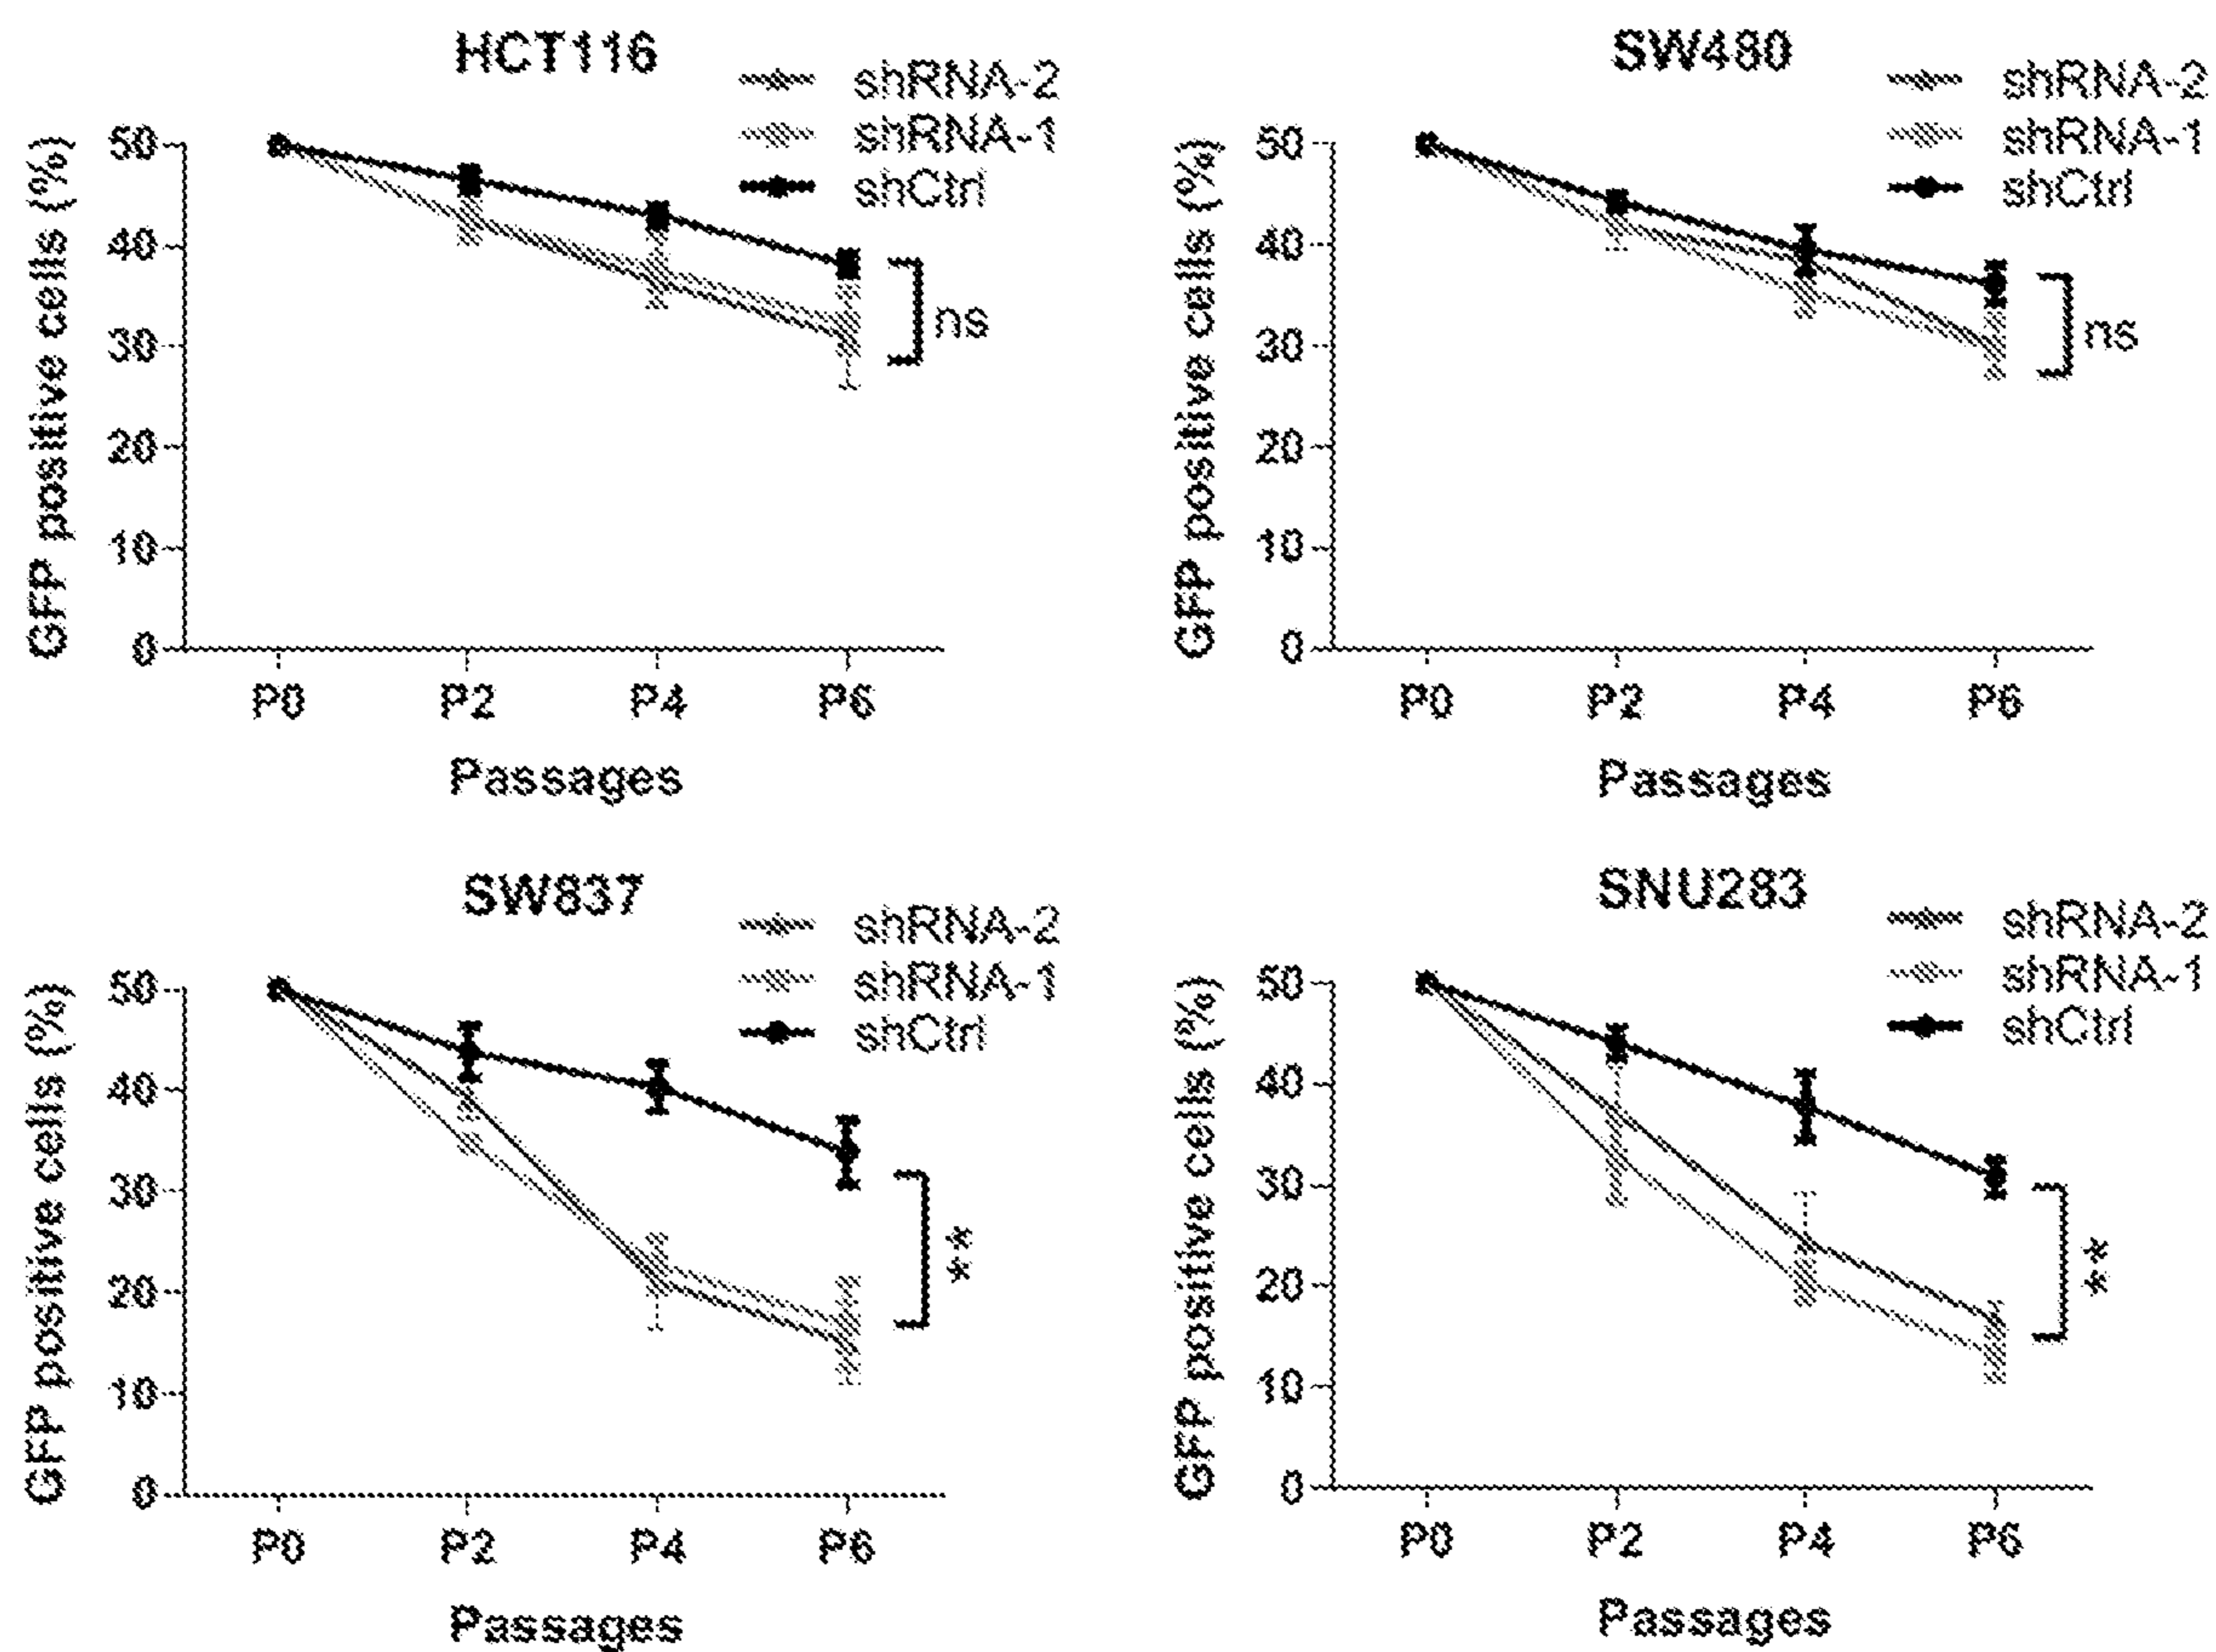 HCT116
shRNA-2
shRNA-1
shCtrl
GFP positive cells (%)
50
40
30
20
10
0
ns
P0 P2 P4 P6
Passages
SW480
shRNA-2
shRNA-1
shCtrl
GFP positive cells (%)
50
40
30
20
10
0
ns
P0 P2 P4 P6
Passages
SW837
shRNA-2
shRNA-1
shCtrl
GFP positive cells (%)
50
40
30
20
10
0
**
P0 P2 P4 P6
Passages
SNU283
shRNA-2
shRNA-1
shCtrl
GFP positive cells (%)
50
40
30
20
10
0
**
P0 P2 P4 P6
Passages